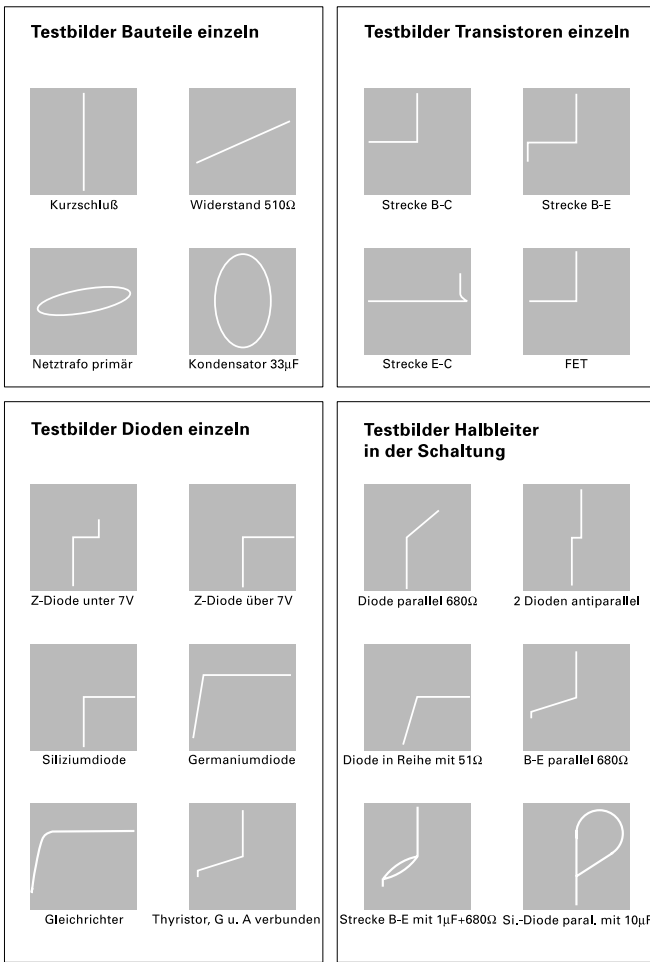 Testbilder Bauteile einzeln
Kurzschluß
Widerstand 510Ω
Netztrafo primär
Kondensator 33µF
Testbilder Transistoren einzeln
Strecke B-C
Strecke B-E
Strecke E-C
FET
Testbilder Dioden einzeln
Z-Diode unter 7V
Z-Diode über 7V
Siliziumdiode
Germaniumdiode
Gleichrichter
Thyristor, G u. A verbunden
Testbilder Halbleiter
in der Schaltung
Diode parallel 680Ω
2 Dioden antiparallel
Diode in Reihe mit 51Ω
B-E parallel 680Ω
Strecke B-E mit 1µF+680Ω
Si.-Diode paral. mit 10µF